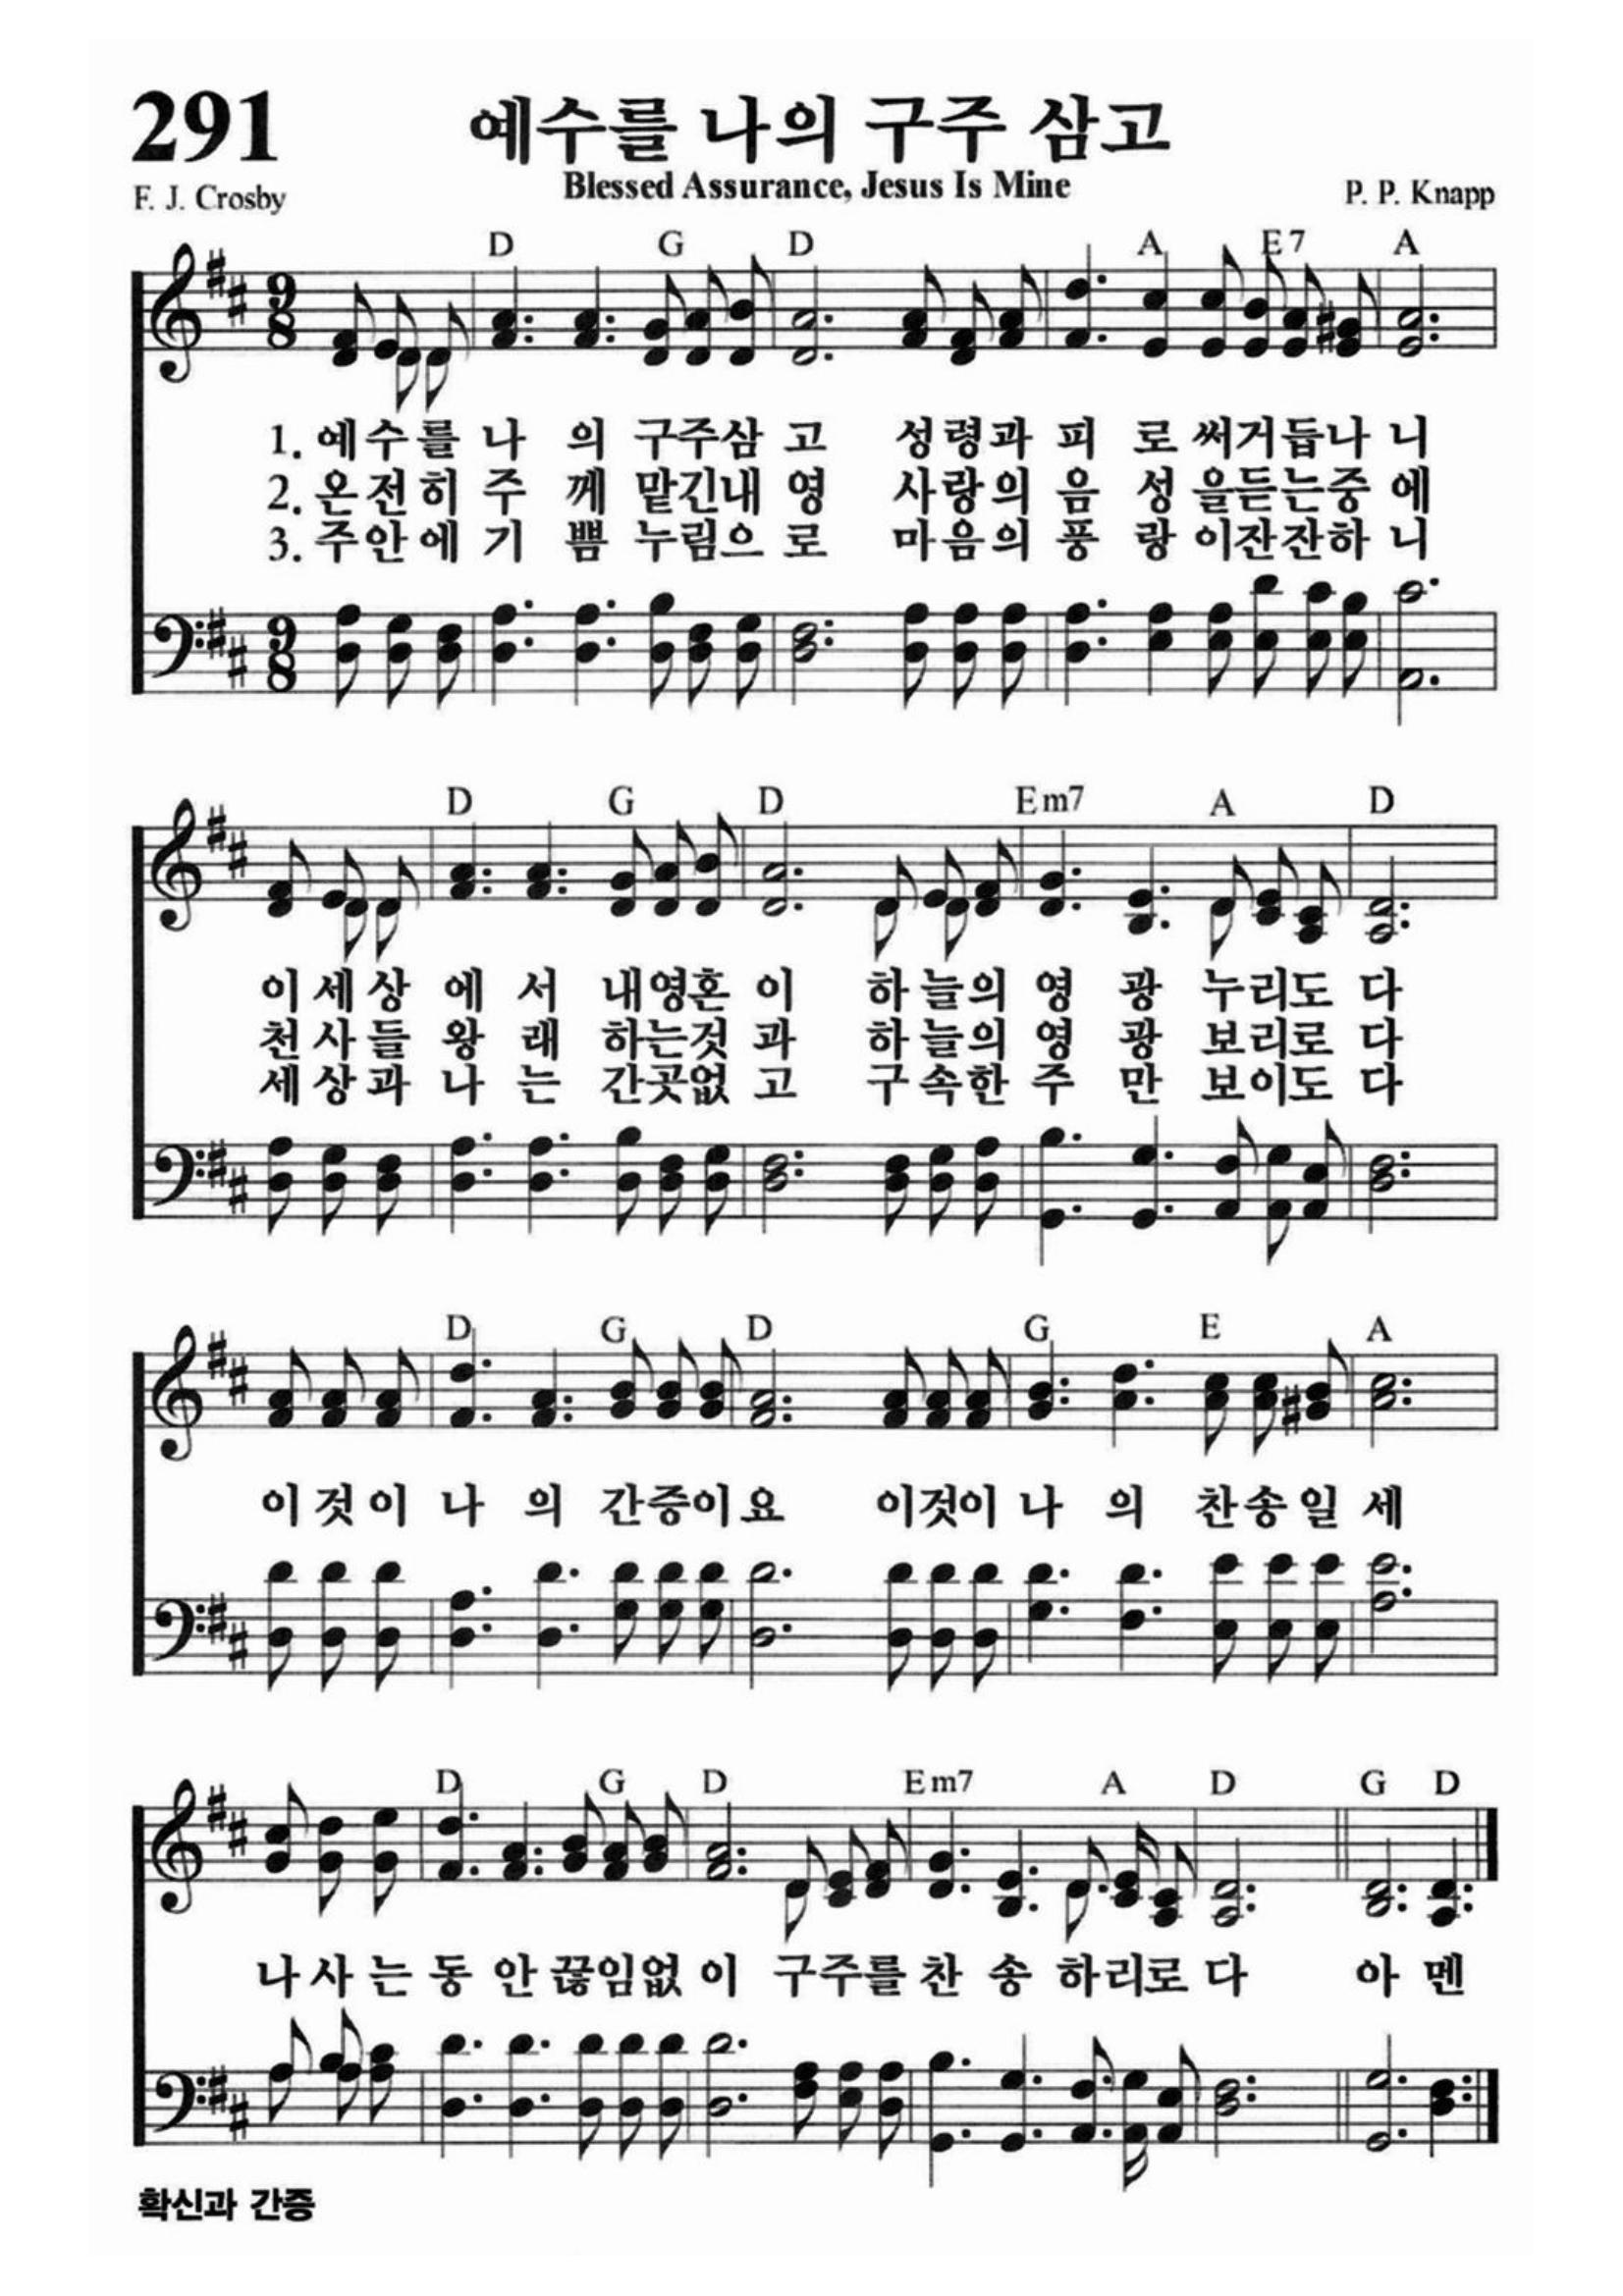 291
예수를 나의 구주 삼고
Blessed Assurance, Jesus Is Mine
F. J. Crosby
P. P. Knapp
D G D A E7 A
9 8
1. 예수를 나 의 구주삼 고 성령과 피 로 써거듭나 니
2. 온전히 주 께 맡긴내 영 사랑의 음 성 을듣는중 에
3. 주안에 기 쁨 누림으 로 마음의 풍 랑 이잔잔하 니
9 8
D G D Em7 A D
이세상 에 서 내영혼 이 하늘의 영 광 누리도 다
천사들 왕 래 하는것 과 하늘의 영 광 보리로 다
세상과 나 는 간곳없 고 구속한 주 만 보이도 다
D G D G E A
이것이 나 의 간증이 요 이것이 나 의 찬송일 세
D G D Em7 A D G D
나사는 동 안 끊임없 이 구주를 찬 송 하리로 다 아 멘
확신과 간증